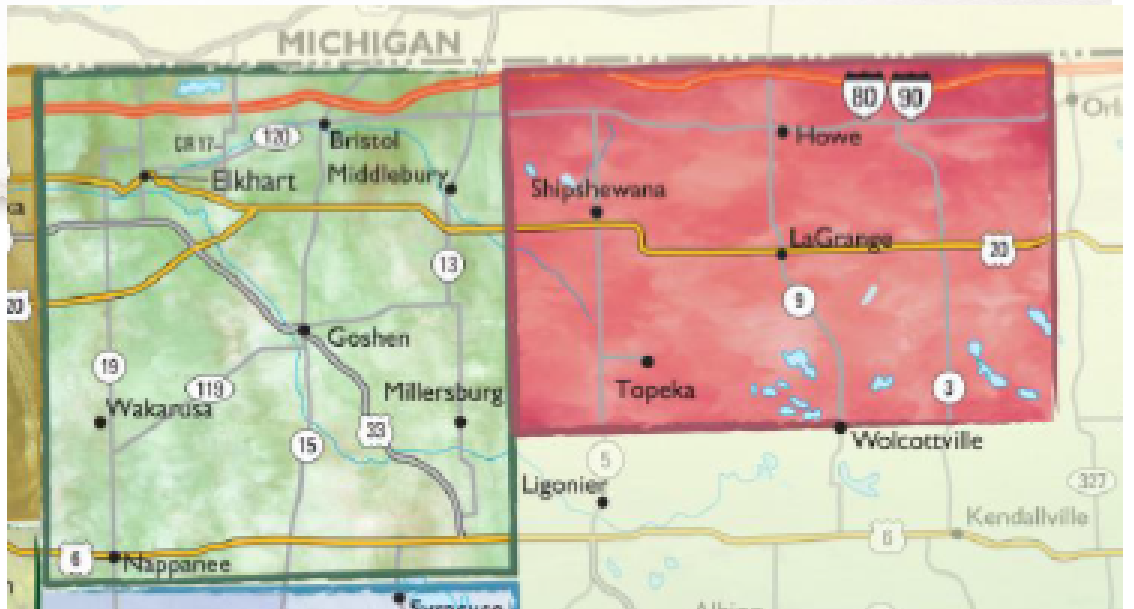 MICHIGAN
80
90
120
CR 17
Bristol
Howe
Elkhart
Middlebury
Shipshewana
LaGrange
20
13
20
9
Goshen
19
119
Millersburg
Topeka
3
Wakarusa
33
15
Wolcottville
5
Ligonier
327
Kendallville
6
6
Nappanee
Syracuse